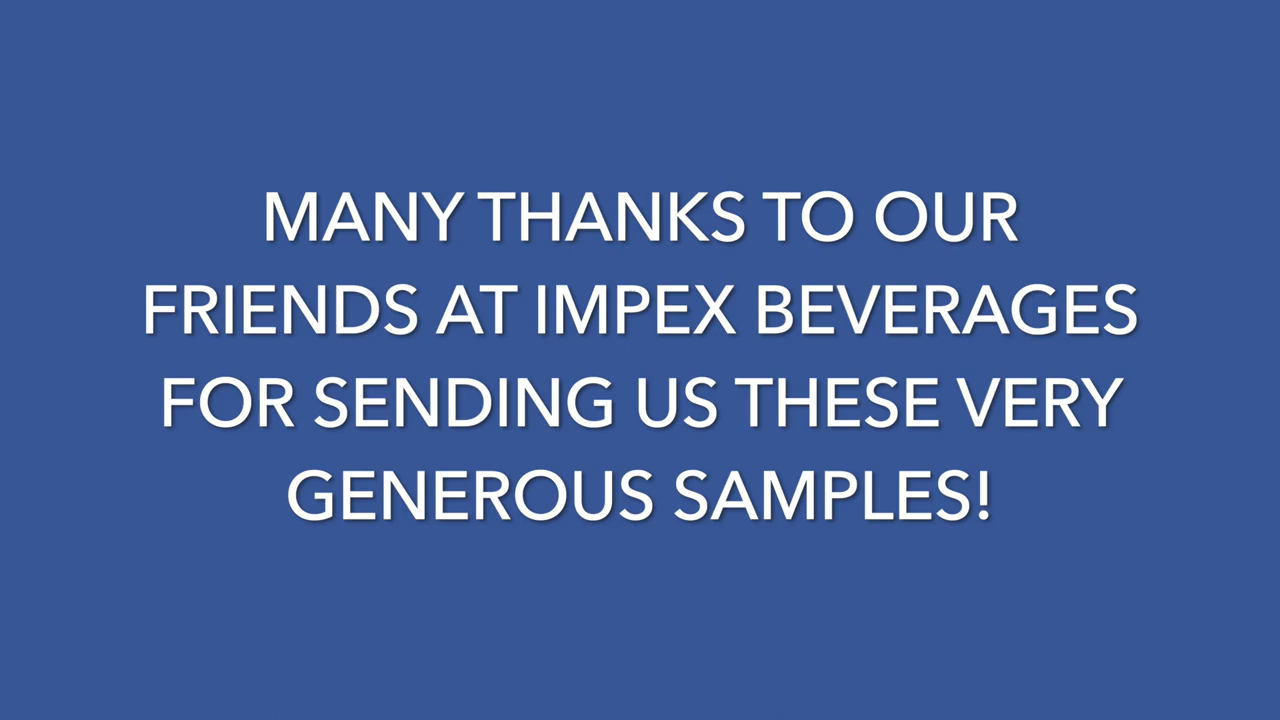 MANY THANKS TO OUR
FRIENDS AT IMPEX BEVERAGES
FOR SENDING US THESE VERY
GENEROUS SAMPLES!